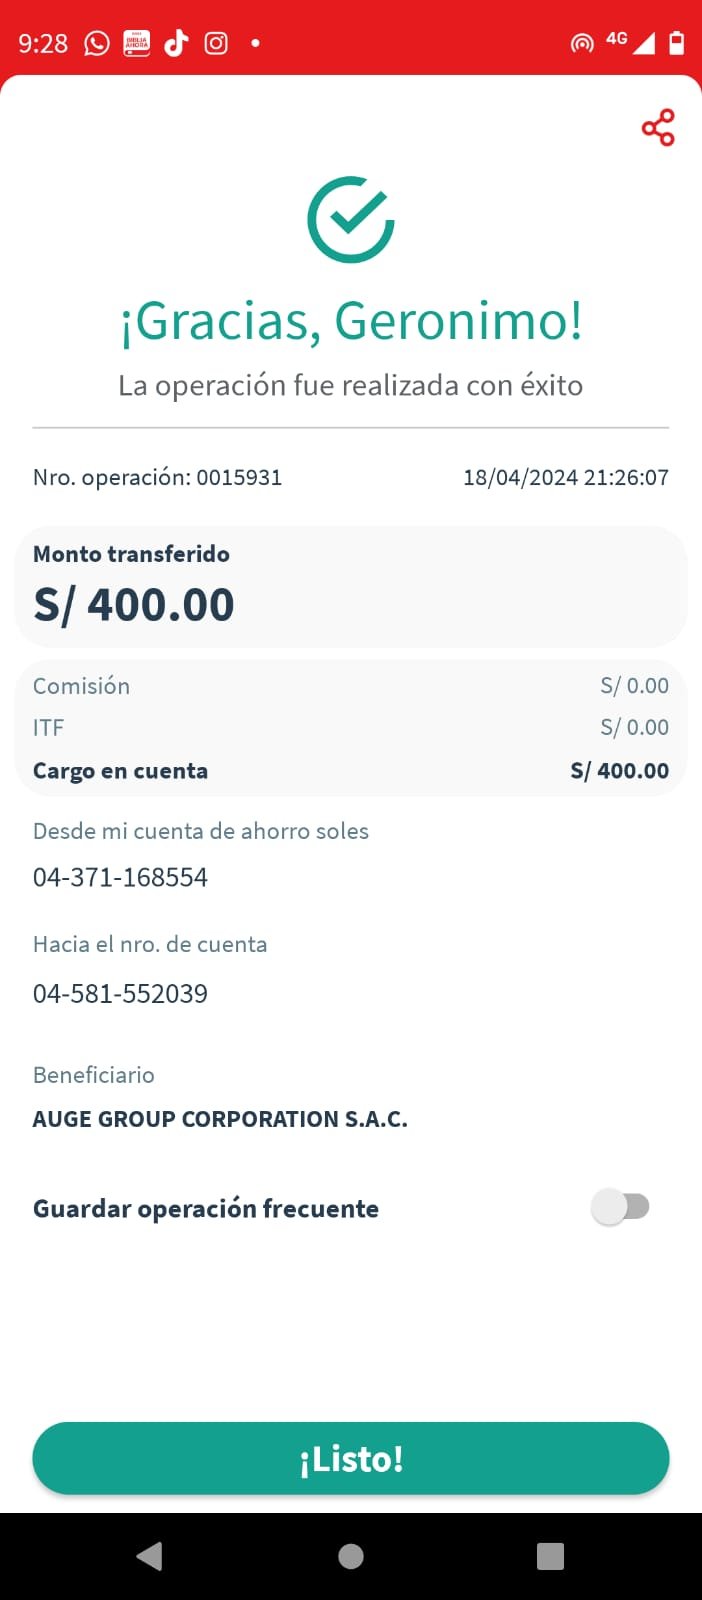 9:28
4G
¡Gracias, Geronimo!
La operación fue realizada con éxito
Nro. operación: 0015931 18/04/2024 21:26:07
Monto transferido
S/ 400.00
Comisión S/ 0.00
ITF S/ 0.00
Cargo en cuenta S/ 400.00
Desde mi cuenta de ahorro soles
04-371-168554
Hacia el nro. de cuenta
04-581-552039
Beneficiario
AUGE GROUP CORPORATION S.A.C.
Guardar operación frecuente
¡Listo!